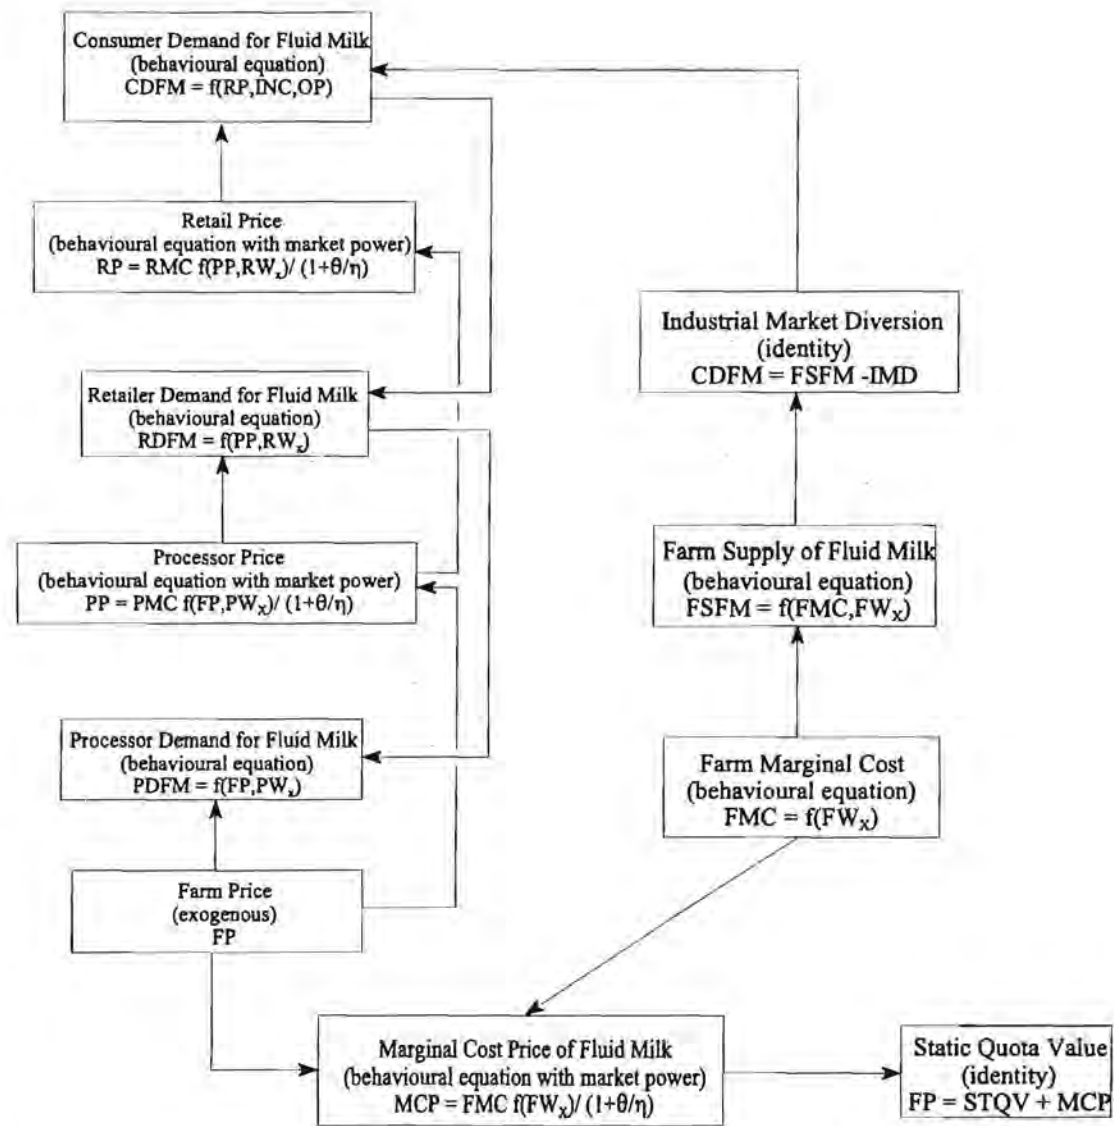 Consumer Demand for Fluid Milk
(behavioural equation)
CDFM = f(RP,INC,OP)
Retail Price
(behavioural equation with market power)
RP = RMC f(PP,RWₓ)/ (1+θ/η)
Retailer Demand for Fluid Milk
(behavioural equation)
RDFM = f(PP,RWₓ)
Processor Price
(behavioural equation with market power)
PP = PMC f(FP,PWₓ)/ (1+θ/η)
Processor Demand for Fluid Milk
(behavioural equation)
PDFM = f(FP,PWₓ)
Farm Price
(exogenous)
FP
Industrial Market Diversion
(identity)
CDFM = FSFM -IMD
Farm Supply of Fluid Milk
(behavioural equation)
FSFM = f(FMC,FWₓ)
Farm Marginal Cost
(behavioural equation)
FMC = f(FWₓ)
Marginal Cost Price of Fluid Milk
(behavioural equation with market power)
MCP = FMC f(FWₓ)/ (1+θ/η)
Static Quota Value
(identity)
FP = STQV + MCP